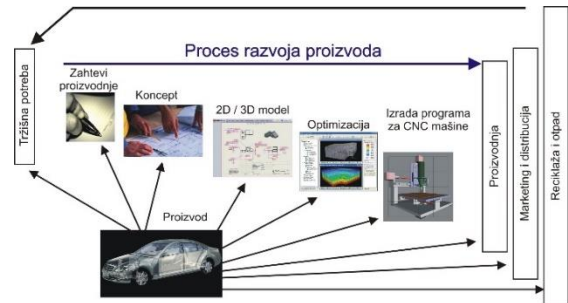 Proces razvoja proizvoda
Tržišna potreba
Zahtevi
proizvodnje
Koncept
2D / 3D model
Optimizacija
Izrada programa
za CNC mašine
Proizvod
Proizvodnja
Marketing i distribucija
Reciklaža i otpad